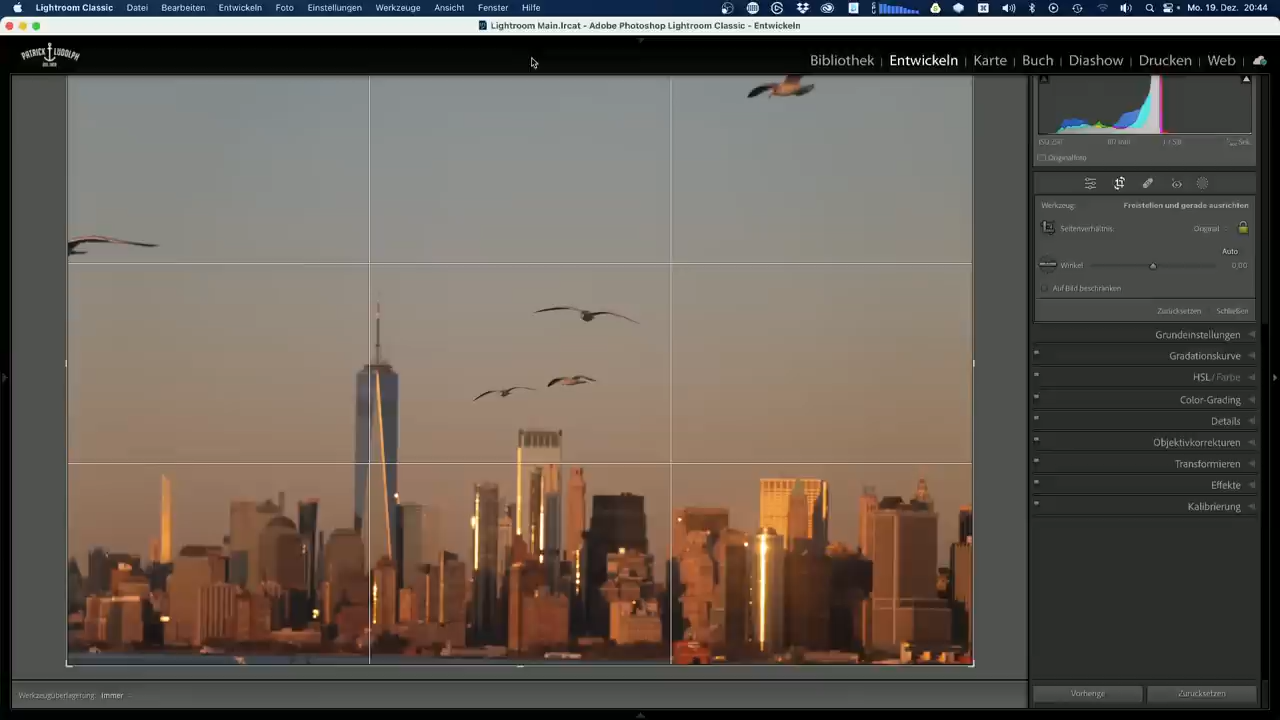 Lightroom Classic Datei Bearbeiten Entwickeln Foto Einstellungen Werkzeuge Ansicht Fenster Hilfe Mo. 19. Dez. 20:44
Lightroom Main.lrcat - Adobe Photoshop Lightroom Classic - Entwickeln
PATRICK LUDOLPH
Bibliothek | Entwickeln | Karte | Buch | Diashow | Drucken | Web
Originalfoto
Werkzeug: Freistellen und gerade ausrichten
Seitenverhältnis: Original
Auto
Winkel 0,00
Auf Bild beschränken
Zurücksetzen Schließen
Grundeinstellungen
Gradationskurve
HSL / Farbe
Color-Grading
Details
Objektivkorrekturen
Transformieren
Effekte
Kalibrierung
Werkzeugüberlagerung: Immer
Vorherige Zurücksetzen